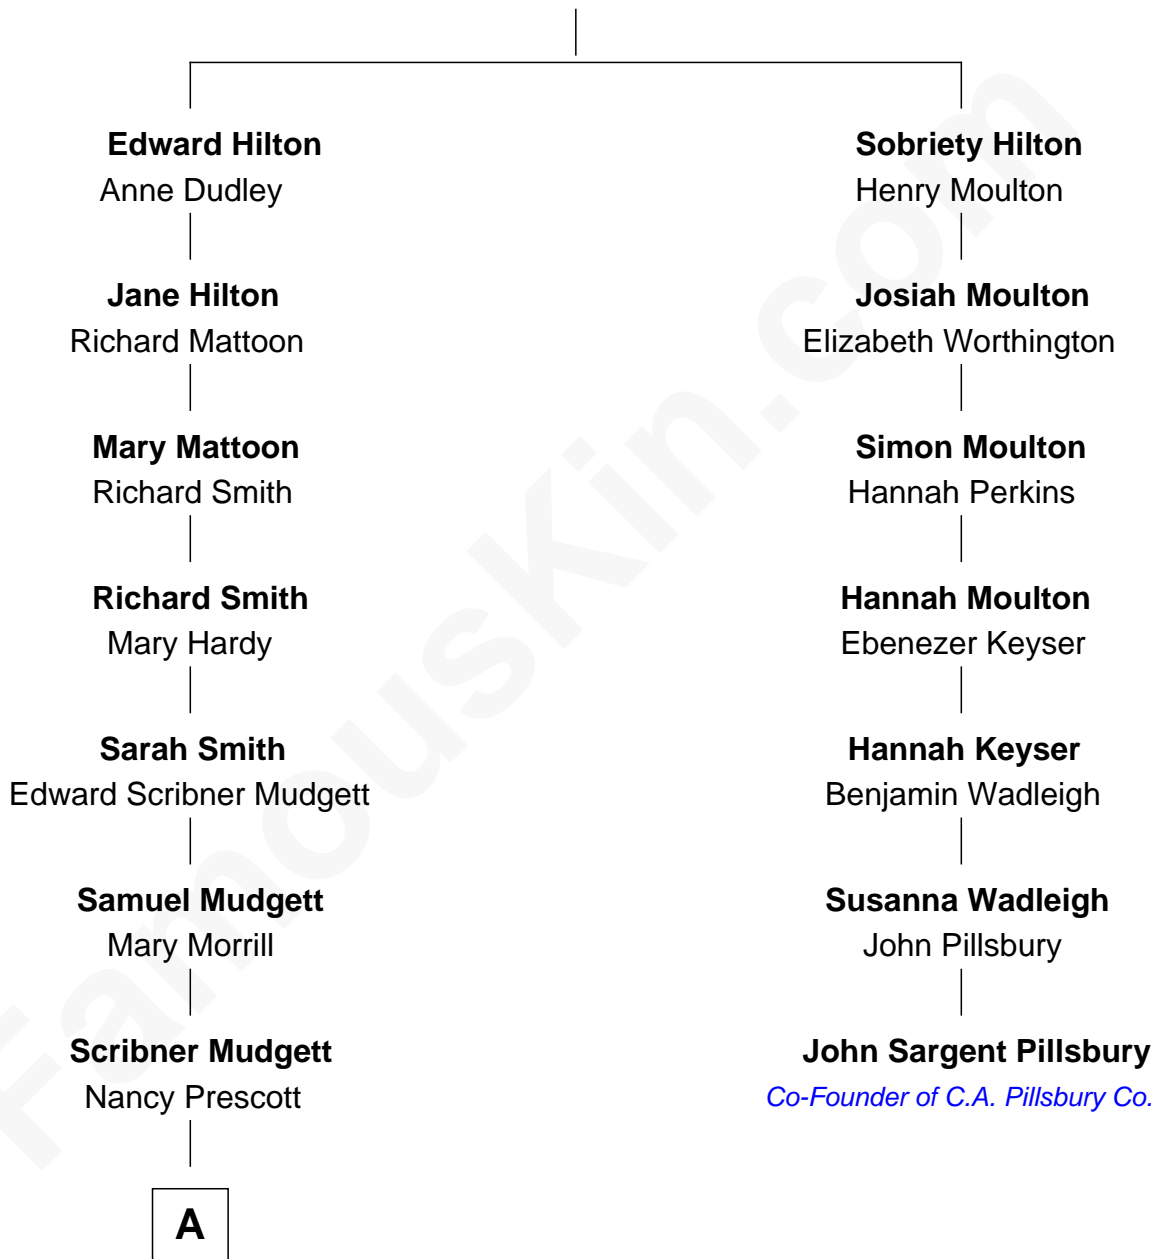 Edward Hilton
Anne Dudley
Jane Hilton
Richard Mattoon
Mary Mattoon
Richard Smith
Richard Smith
Mary Hardy
Sarah Smith
Edward Scribner Mudgett
Samuel Mudgett
Mary Morrill
Scribner Mudgett
Nancy Prescott
A
Sobriety Hilton
Henry Moulton
Josiah Moulton
Elizabeth Worthington
Simon Moulton
Hannah Perkins
Hannah Moulton
Ebenezer Keyser
Hannah Keyser
Benjamin Wadleigh
Susanna Wadleigh
John Pillsbury
John Sargent Pillsbury
Co-Founder of C.A. Pillsbury Co.
FamousKin.com